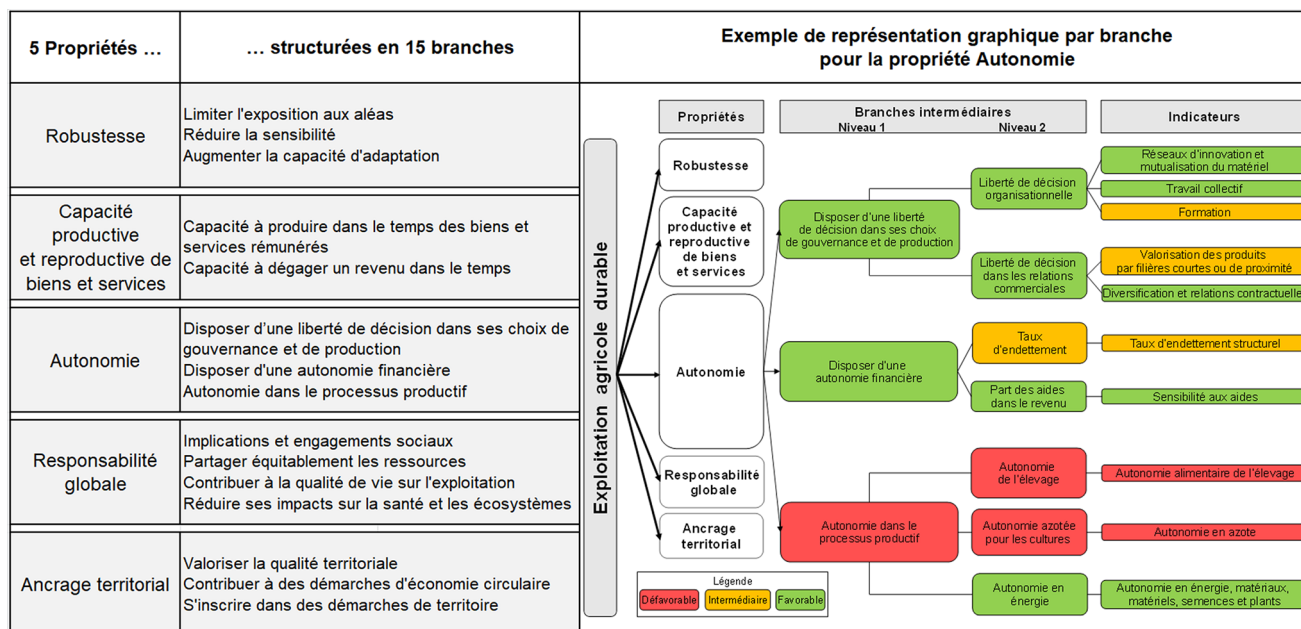 5 Propriétés ...
... structurées en 15 branches
Exemple de représentation graphique par branche
pour la propriété Autonomie
Robustesse
Limiter l'exposition aux aléas
Réduire la sensibilité
Augmenter la capacité d'adaptation
Capacité
productive
et reproductive de
biens et services
Capacité à produire dans le temps des biens et
services rémunérés
Capacité à dégager un revenu dans le temps
Autonomie
Disposer d’une liberté de décision dans ses choix de
gouvernance et de production
Disposer d'une autonomie financière
Autonomie dans le processus productif
Responsabilité
globale
Implications et engagements sociaux
Partager équitablement les ressources
Contribuer à la qualité de vie sur l'exploitation
Réduire ses impacts sur la santé et les écosystèmes
Ancrage territorial
Valoriser la qualité territoriale
Contribuer à des démarches d'économie circulaire
S'inscrire dans des démarches de territoire
Exploitation agricole durable
Propriétés
Branches intermédiaires
Niveau 1
Niveau 2
Indicateurs
Robustesse
Capacité
productive et
reproductive
de biens
et services
Autonomie
Responsabilité
globale
Ancrage
territorial
Disposer d'une liberté
de décision dans ses choix
de gouvernance et de production
Disposer d'une
autonomie financière
Autonomie dans le
processus productif
Liberté de décision
organisationnelle
Liberté de décision
dans les relations
commerciales
Taux
d'endettement
Part des aides
dans le revenu
Autonomie
de l'élevage
Autonomie azotée
pour les cultures
Autonomie en
énergie
Réseaux d'innovation et
mutualisation du matériel
Travail collectif
Formation
Valorisation des produits
par filières courtes ou de proximité
Diversification et relations contractuelle
Taux d'endettement structurel
Sensibilité aux aides
Autonomie alimentaire de l'élevage
Autonomie en azote
Autonomie en énergie, matériaux,
matériels, semences et plants
Légende
Défavorable
Intermédiaire
Favorable